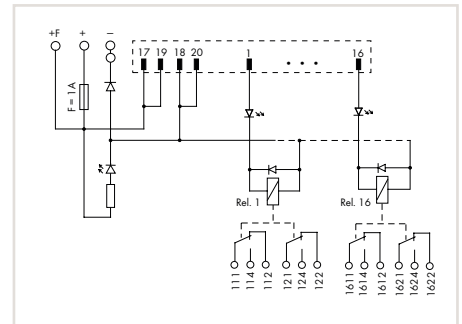 +F + −
17 19 18 20 1 • • • 16
F = 1A
Rel. 1
Rel. 16
111 114 112 121 124 122 1611 1614 1612 1621 1624 1622